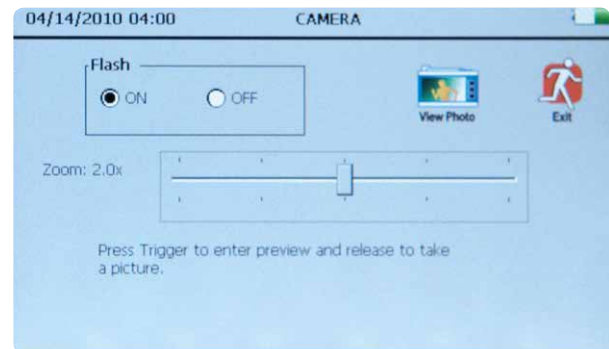 04/14/2010 04:00 CAMERA
Flash
ON OFF
View Photo Exit
Zoom: 2.0x
Press Trigger to enter preview and release to take
a picture.